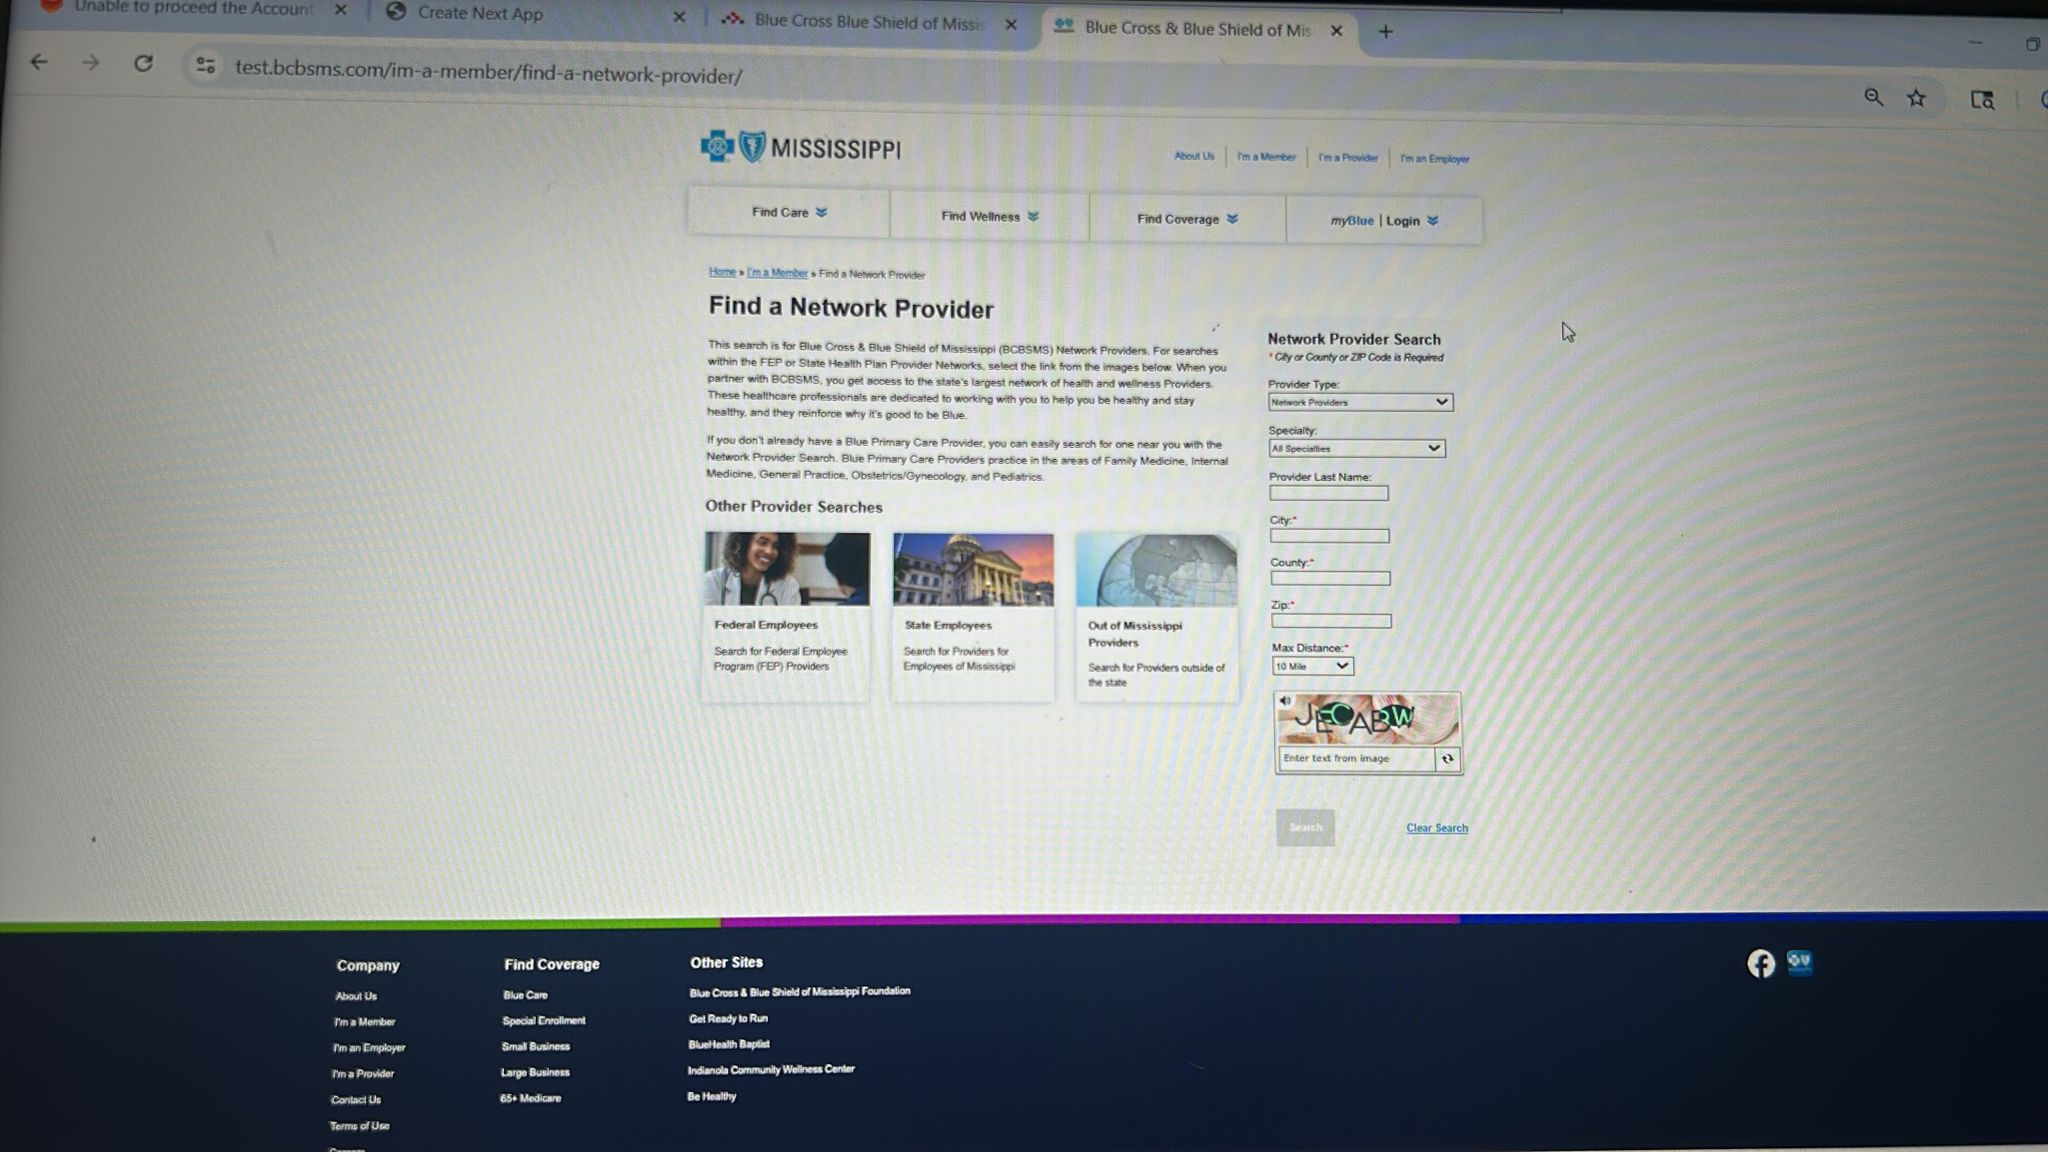 Unable to proceed the Account
Create Next App
Blue Cross Blue Shield of Missis
Blue Cross & Blue Shield of Mis
test.bcbsms.com/im-a-member/find-a-network-provider/
MISSISSIPPI
About Us
I'm a Member
I'm a Provider
I'm an Employer
Find Care
Find Wellness
Find Coverage
myBlue | Login
Home » I'm a Member » Find a Network Provider
Find a Network Provider
This search is for Blue Cross & Blue Shield of Mississippi (BCBSMS) Network Providers. For searches
within the FEP or State Health Plan Provider Networks, select the link from the images below. When you
partner with BCBSMS, you get access to the state's largest network of health and wellness Providers.
These healthcare professionals are dedicated to working with you to help you be healthy and stay
healthy, and they reinforce why it's good to be Blue.
If you don't already have a Blue Primary Care Provider, you can easily search for one near you with the
Network Provider Search. Blue Primary Care Providers practice in the areas of Family Medicine, Internal
Medicine, General Practice, Obstetrics/Gynecology, and Pediatrics.
Other Provider Searches
Federal Employees
Search for Federal Employee
Program (FEP) Providers
State Employees
Search for Providers for
Employees of Mississippi
Out of Mississippi
Providers
Search for Providers outside of
the state
Network Provider Search
* City or County or ZIP Code is Required
Provider Type:
Network Providers
Specialty:
All Specialties
Provider Last Name:
City:*
County:*
Zip:*
Max Distance:*
10 Mile
JECABW
Enter text from image
Search
Clear Search
Company
About Us
I'm a Member
I'm an Employer
I'm a Provider
Contact Us
Terms of Use
Find Coverage
Blue Care
Special Enrollment
Small Business
Large Business
65+ Medicare
Other Sites
Blue Cross & Blue Shield of Mississippi Foundation
Get Ready to Run
BlueHealth Baptist
Indianola Community Wellness Center
Be Healthy